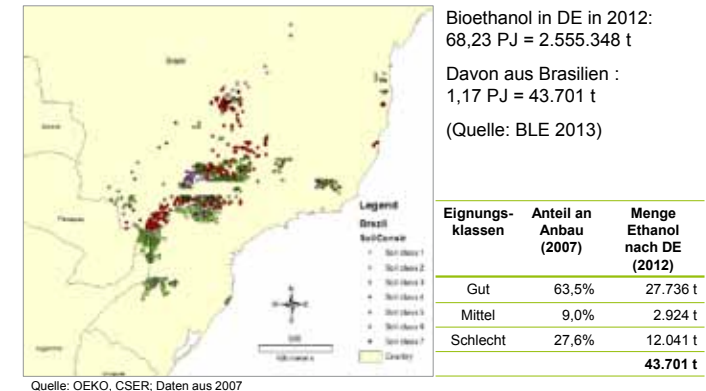 Bioethanol in DE in 2012:
68,23 PJ = 2.555.348 t
Davon aus Brasilien :
1,17 PJ = 43.701 t
(Quelle: BLE 2013)
Brazil
Legend
Brazil
Soil class 1
Soil class 2
Soil class 3
Soil class 4
Soil class 5
Soil class 6
Soil class 7
Country
Eignungs-
klassen
Anteil an
Anbau
(2007)
Menge
Ethanol
nach DE
(2012)
Gut 63,5% 27.736 t
Mittel 9,0% 2.924 t
Schlecht 27,6% 12.041 t
43.701 t
Quelle: OEKO, CSER; Daten aus 2007